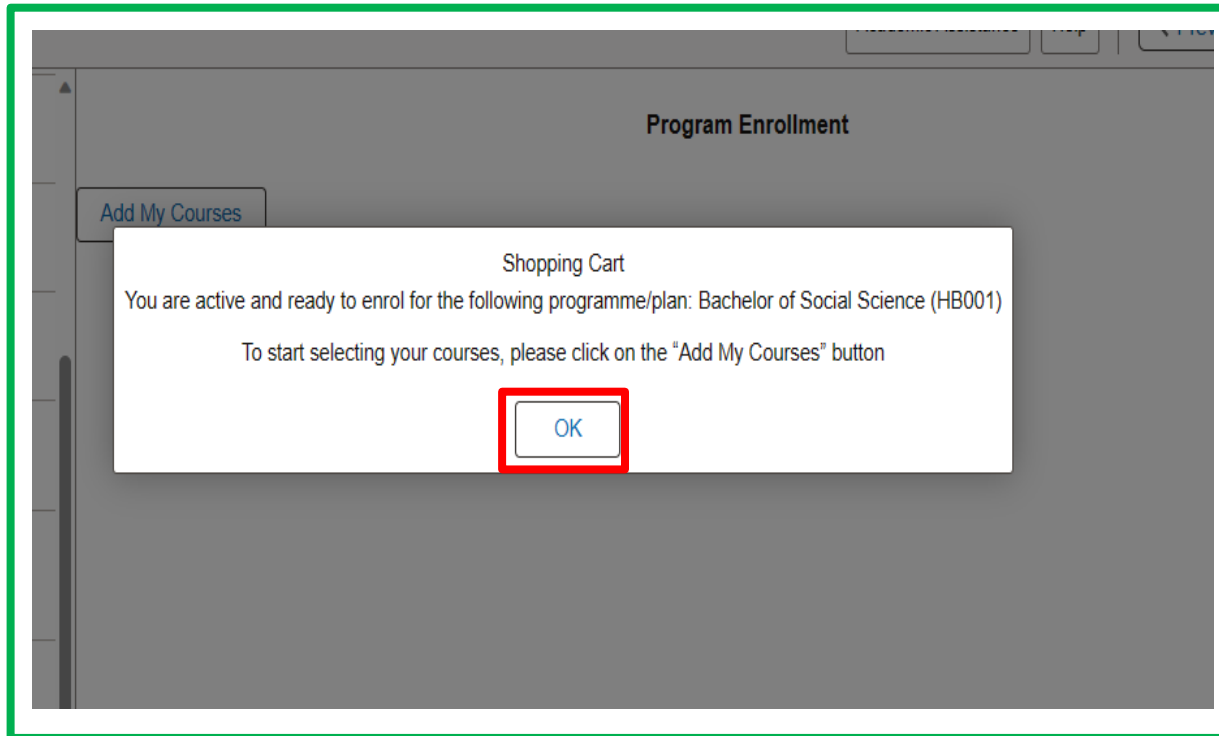 Program Enrollment
Add My Courses
Shopping Cart
You are active and ready to enrol for the following programme/plan: Bachelor of Social Science (HB001)
To start selecting your courses, please click on the “Add My Courses” button
OK